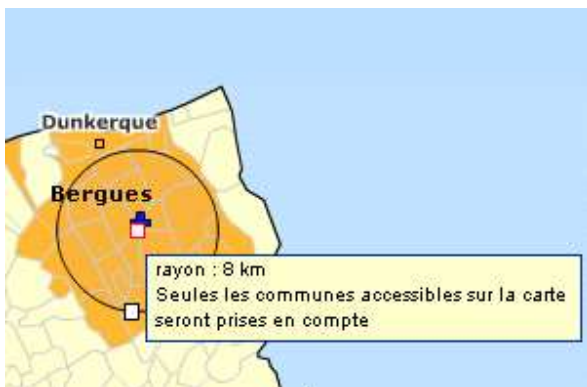 Dunkerque
Bergues
rayon : 8 km
Seules les communes accessibles sur la carte
seront prises en compte